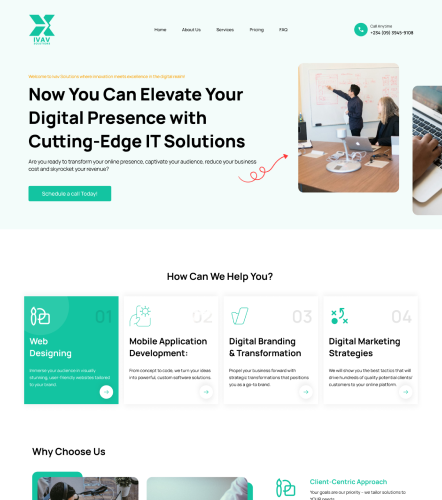 IVAV
SOLUTIONS
Home About Us Services Pricing FAQ
Call Anytime
+234 (09) 3945-9108
Welcome to Ivav Solutions where innovation meets excellence in the digital realm!
Now You Can Elevate Your
Digital Presence with
Cutting-Edge IT Solutions
Are you ready to transform your online presence, captivate your audience, reduce your business
cost and skyrocket your revenue?
Schedule a call Today!
How Can We Help You?
01
Web
Designing
Immerse your audience in visually
stunning, user-friendly websites tailored
to your brand
02
Mobile Application
Development:
From concept to code, we turn your ideas
into powerful, custom software solutions
03
Digital Branding
& Transformation
Propel your business forward with
strategic transformations that positions
you as a go-to brand.
04
Digital Marketing
Strategies
We will show you the best tactics that will
drive hundreds of quality potential clients/
customers to your online platform
Why Choose Us
Client-Centric Approach
Your goals are our priority – we tailor solutions to
YOUR needs